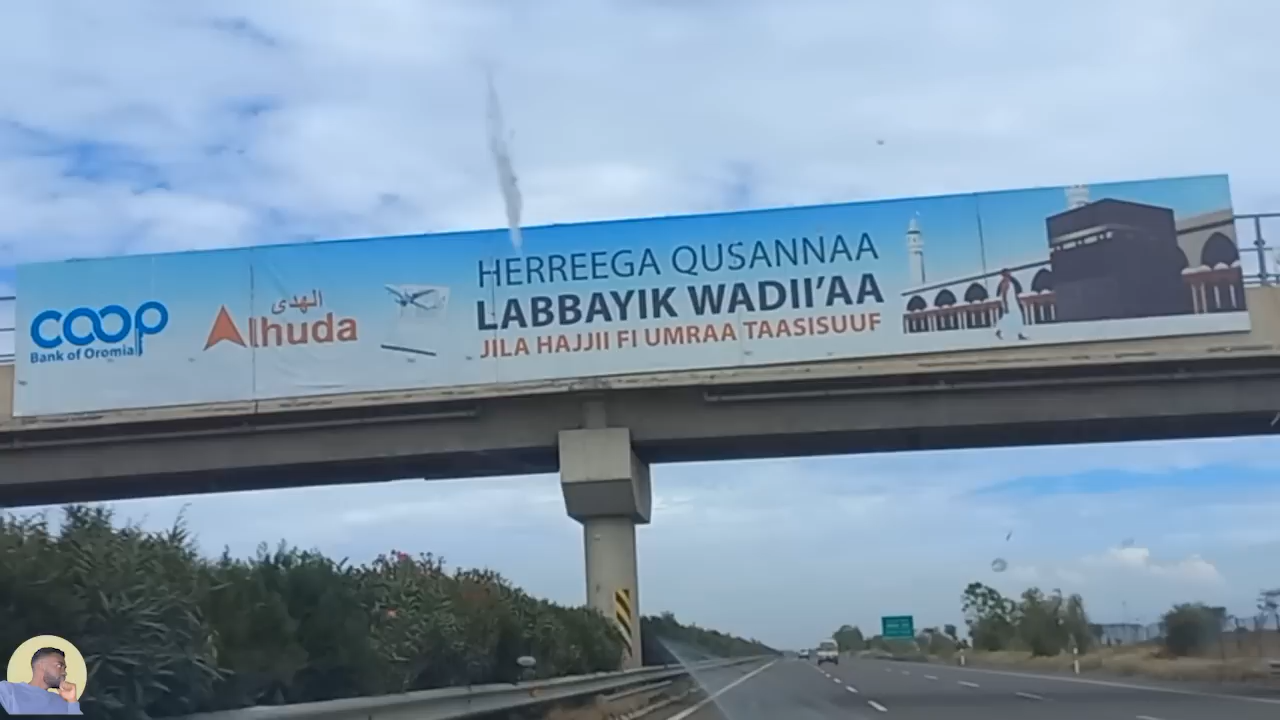 coop
Bank of Oromia
الهدى
Alhuda
HERREEGA QUSANNAA
LABBAYIK WADII'AA
JILA HAJJII FI UMRAA TAASISUUF